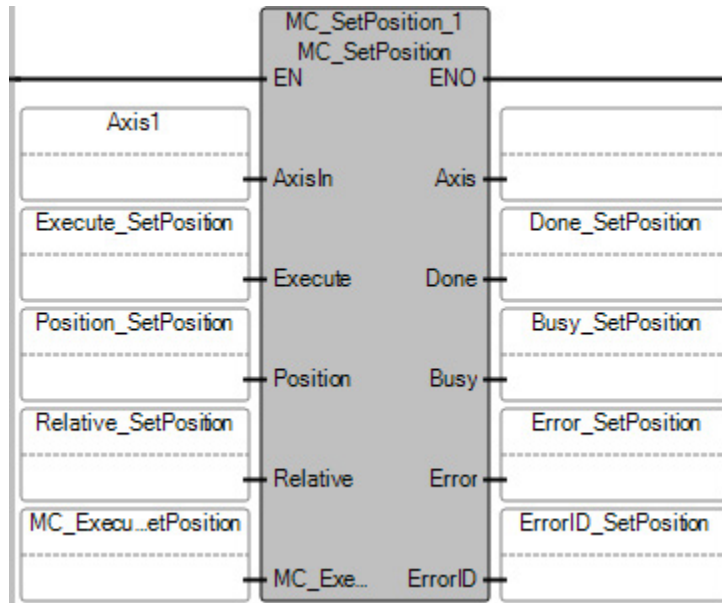 MC_SetPosition_1
MC_SetPosition
EN ENO
Axis1
AxisIn Axis
Execute_SetPosition Done_SetPosition
Execute Done
Position_SetPosition Busy_SetPosition
Position Busy
Relative_SetPosition Error_SetPosition
Relative Error
MC_Execu...etPosition ErrorID_SetPosition
MC_Exe... ErrorID